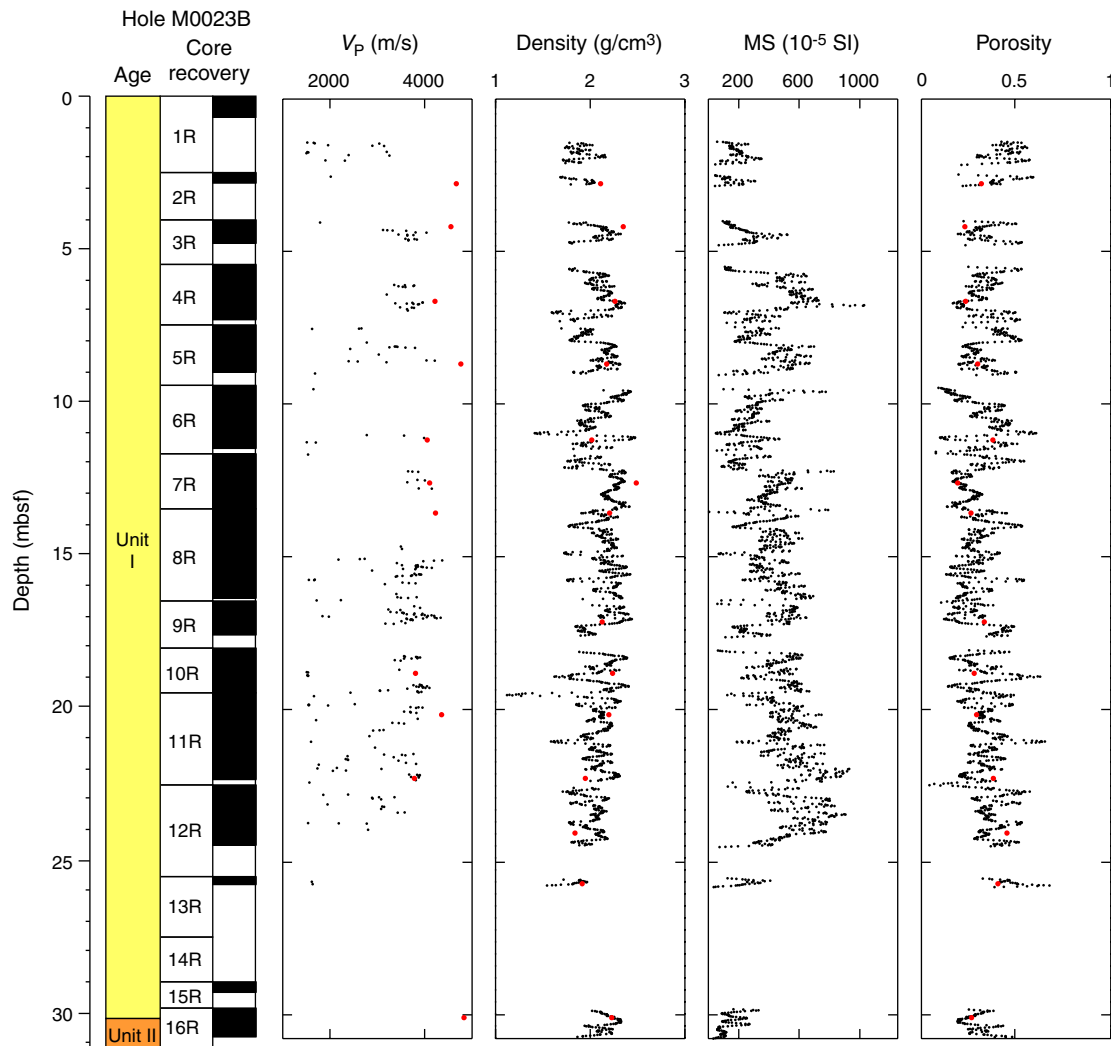 Hole M0023B
Age
Core
recovery
V_P (m/s)
Density (g/cm³)
MS (10⁻⁵ SI)
Porosity
2000 4000
1 2 3
200 600 1000
0 0.5 1
Depth (mbsf)
0
5
10
15
20
25
30
Unit
I
Unit II
1R
2R
3R
4R
5R
6R
7R
8R
9R
10R
11R
12R
13R
14R
15R
16R